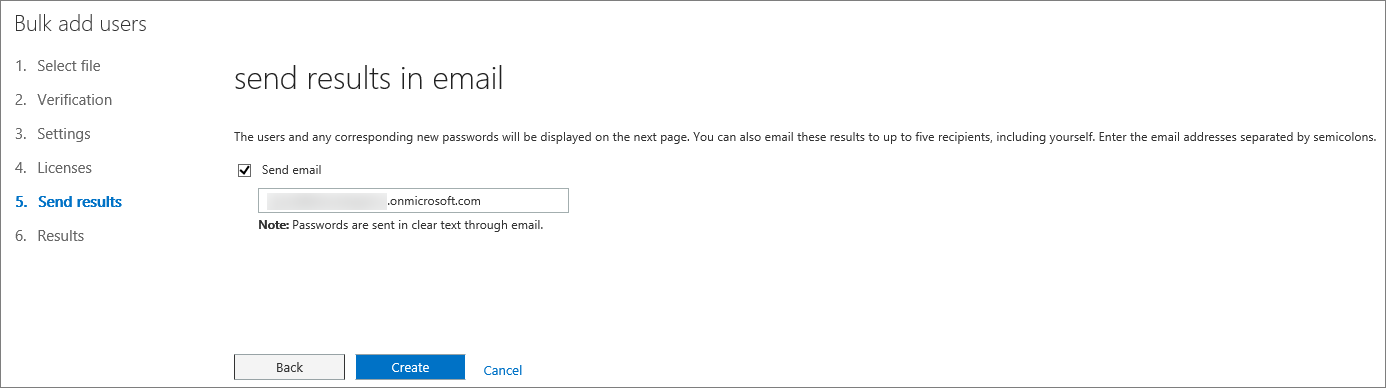 Bulk add users
1. Select file
2. Verification
3. Settings
4. Licenses
5. Send results
6. Results
send results in email
The users and any corresponding new passwords will be displayed on the next page. You can also email these results to up to five recipients, including yourself. Enter the email addresses separated by semicolons.
Send email
.onmicrosoft.com
Note: Passwords are sent in clear text through email.
Back
Create
Cancel